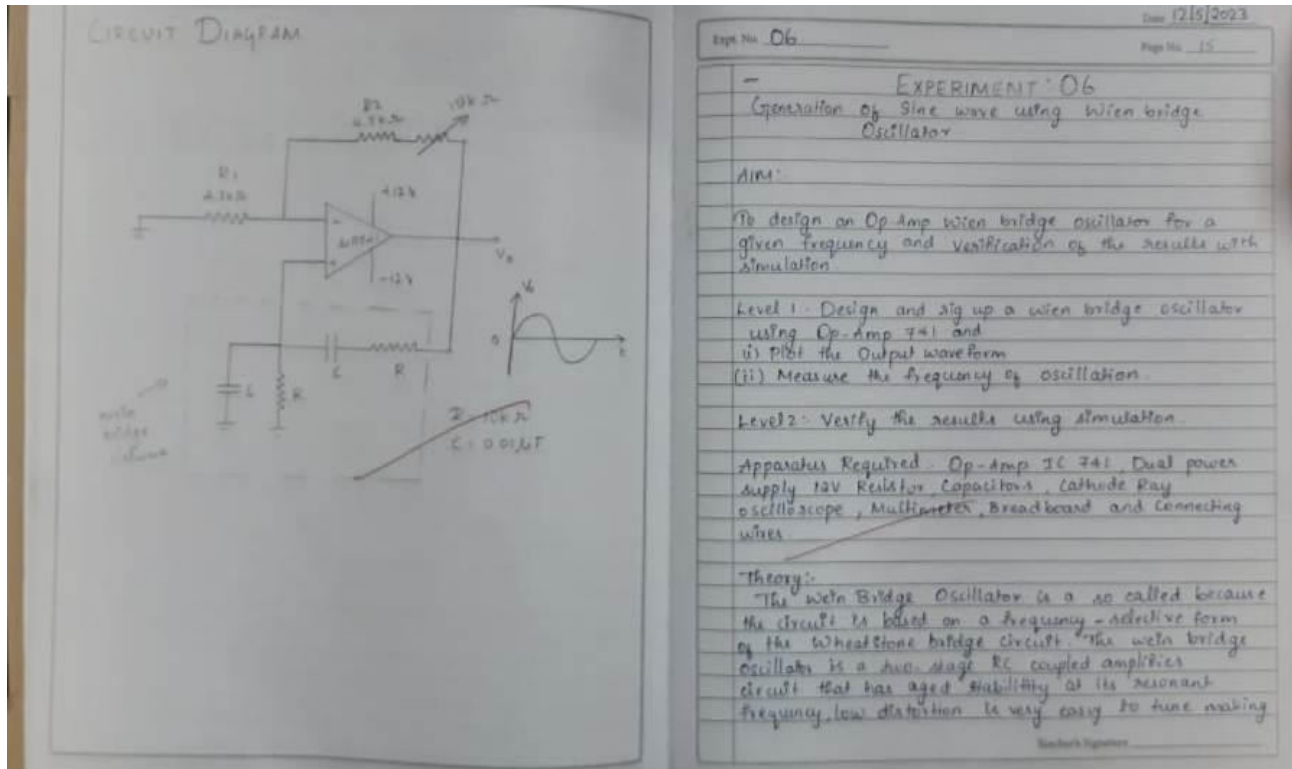 CIRCUIT DIAGRAM
R2
10K Ω
R1
+12V
-
+
-12V
V0
V0
0
t
C
R
R
bridge
C = 0.01μF
Date 12/5/2023
Expt. No. 06
Page No. 15
EXPERIMENT: 06
Generation of Sine wave using Wien bridge
Oscillator
AIM:
To design an Op-Amp wien bridge oscillator for a
given frequency and verification of the results with
simulation
Level 1. Design and rig up a wien bridge oscillator
using Op-Amp 741 and
(i) Plot the Output waveform
(ii) Measure the frequency of oscillation.
Level 2: Verify the results using simulation.
Apparatus Required. Op-Amp IC 741, Dual power
supply 12V Resistor, Capacitors, Cathode Ray
oscilloscope, Multimeter, Breadboard and Connecting
wires.
Theory:-
The Wein Bridge Oscillator is a so called because
the circuit is based on a frequency-selective form
of the Wheatstone bridge circuit. The wein bridge
oscillator is a two-stage RC coupled amplifier
circuit that has aged stabilitity at its resonant
frequency, low distortion is very easy to tune making
Teacher's Signature